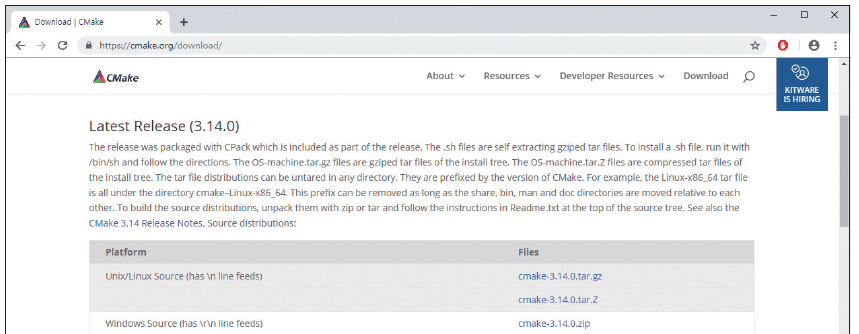 Download | CMake
https://cmake.org/download/
CMake
About
Resources
Developer Resources
Download
KITWARE
IS HIRING
Latest Release (3.14.0)
The release was packaged with CPack which is included as part of the release. The .sh files are self extracting gziped tar files. To install a .sh file, run it with
/bin/sh and follow the directions. The OS-machine.tar.gz files are gziped tar files of the install tree. The OS-machine.tar.Z files are compressed tar files of
the install tree. The tar file distributions can be untared in any directory. They are prefixed by the version of CMake. For example, the Linux-x86_64 tar file
is all under the directory cmake–Linux-x86_64. This prefix can be removed as long as the share, bin, man and doc directories are moved relative to each
other. To build the source distributions, unpack them with zip or tar and follow the instructions in Readme.txt at the top of the source tree. See also the
CMake 3.14 Release Notes. Source distributions:
Platform Files
Unix/Linux Source (has \n line feeds) cmake-3.14.0.tar.gz
cmake-3.14.0.tar.Z
Windows Source (has \r\n line feeds) cmake-3.14.0.zip